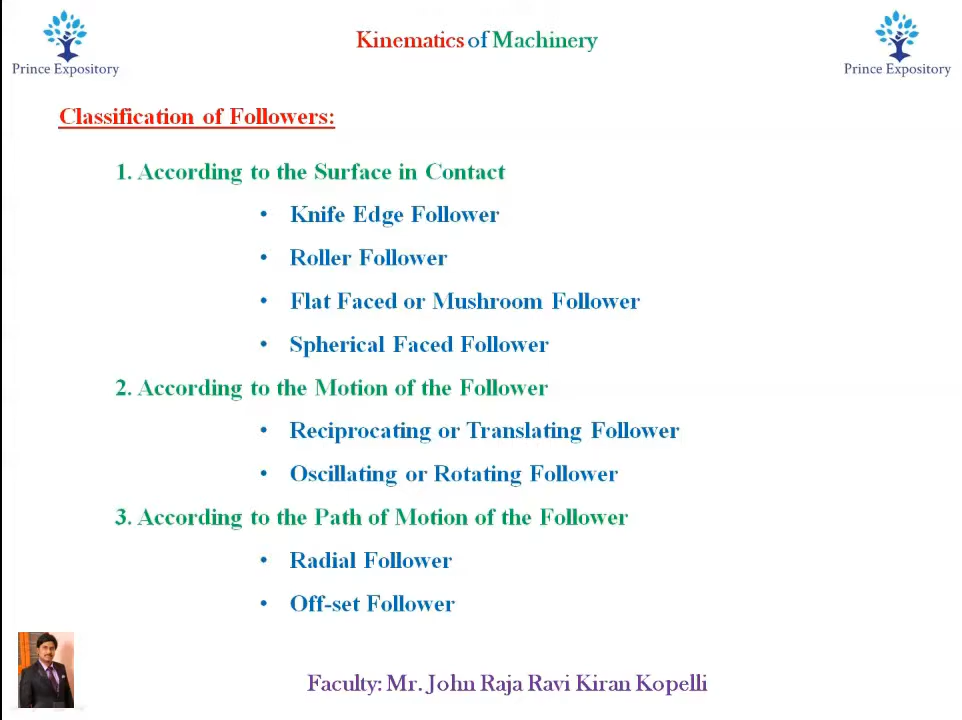 Kinematics of Machinery
Prince Expository
Prince Expository
Classification of Followers:
1. According to the Surface in Contact
• Knife Edge Follower
• Roller Follower
• Flat Faced or Mushroom Follower
• Spherical Faced Follower
2. According to the Motion of the Follower
• Reciprocating or Translating Follower
• Oscillating or Rotating Follower
3. According to the Path of Motion of the Follower
• Radial Follower
• Off-set Follower
Faculty: Mr. John Raja Ravi Kiran Kopelli